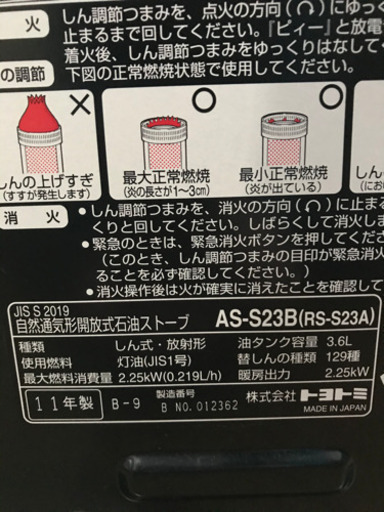 火
● しん調節つまみを、点火の方向(↷)にゆっく
止まるまで回してください。『ピィー』と放電
着火後、しん調節つまみをゆっくりはなして
の調節
下図の正常燃焼状態で使用してください。
しんの上げすぎ
(すすが発生します)
最大正常燃焼
(炎の長さが1〜3cm)
最小正常燃焼
(炎が出ている)
しん
(にお
消 火
● しん調節つまみを、消火の方向(↶)に止ま
くりと回してください。しばらくして消火しま
● 緊急のときは、緊急消火ボタンを押してくださ
(このとき、しん調節つまみの目印が緊急消
ることを必ず確認してください。)
● 消火操作後は火が確実に消えたことを確認
JIS S 2019
自然通気形開放式石油ストーブ AS-S23B(RS-S23A)
種類 しん式・放射形 油タンク容量 3.6L
使用燃料 灯油(JIS1号) 替しんの種類 129種
最大燃料消費量 2.25kW(0.219L/h) 暖房出力 2.25kW
11年製 B-9 製造番号 B NO.012362 株式会社トヨトミ
MADE IN JAPAN